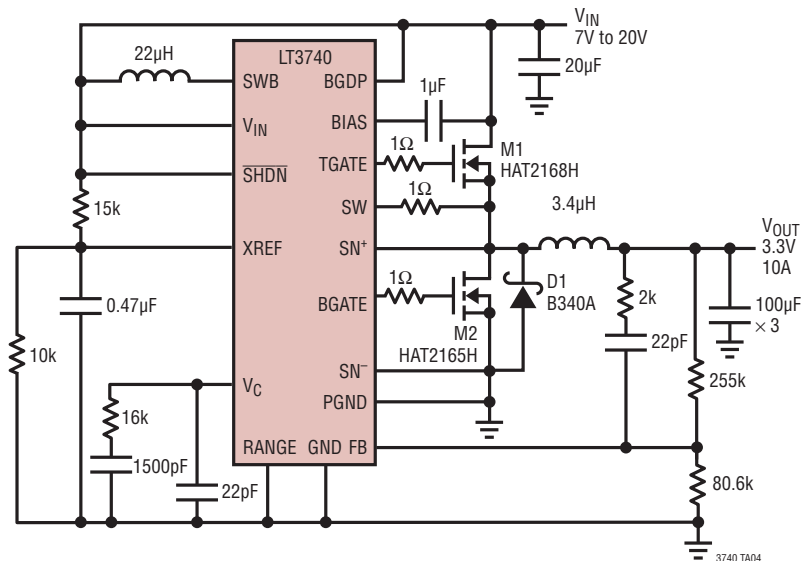 V_IN
7V to 20V
22µH
LT3740
SWB
BGDP
20µF
1µF
BIAS
V_IN
1Ω
M1
HAT2168H
TGATE
SHDN
1Ω
15k
SW
3.4µH
V_OUT
3.3V
10A
XREF
SN+
D1
B340A
1Ω
2k
0.47µF
BGATE
100µF
× 3
10k
M2
HAT2165H
22pF
SN–
255k
V_C
PGND
16k
RANGE
GND
FB
1500pF
22pF
80.6k
3740 TA04